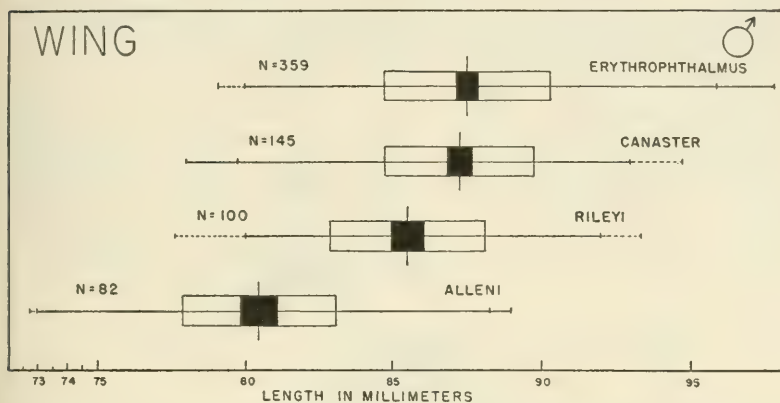 WING ♂
N=359 ERYTHROPHTHALMUS
N=145 CANASTER
N=100 RILEYI
N=82 ALLENI
73 74 75 80 85 90 95
LENGTH IN MILLIMETERS